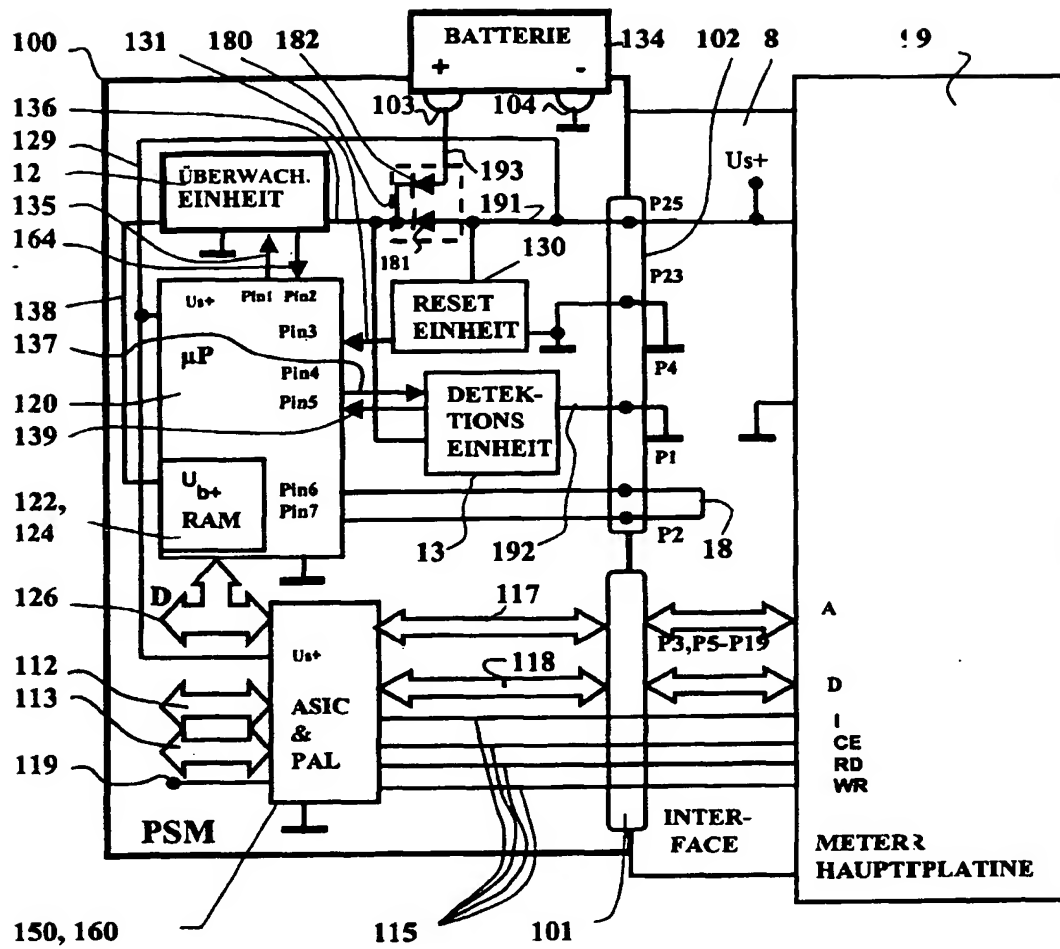 100
131
180
182
BATTERIE
+
-
134
102
8
19
136
129
12
135
164
138
137
120
139
122,
124
126
112
113
119
103
104
193
191
181
130
ÜBERWACH.
EINHEIT
Us+
P25
P23
P4
P1
P2
Us+
Pin1
Pin2
Pin3
µP
Pin4
Pin5
Pin6
Pin7
RESET
EINHEIT
DETEK-
TIONS
EINHEIT
Ub+
RAM
13
192
18
D
117
118
Us+
ASIC
&
PAL
P3,P5-P19
A
D
I
CE
RD
WR
PSM
INTER-
FACE
METERR
HAUPTTPLATINE
150, 160
115
101